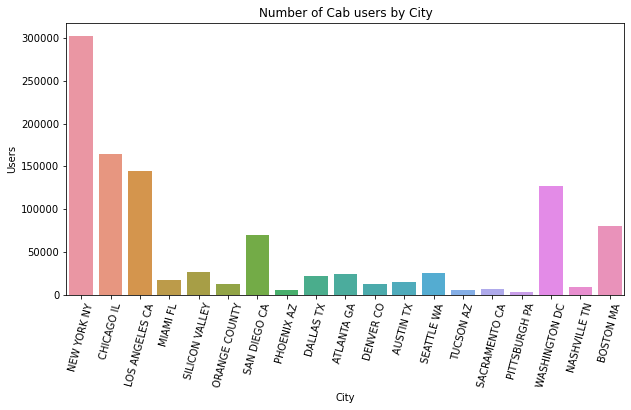 Number of Cab users by City
Users
300000
250000
200000
150000
100000
50000
0
NEW YORK NY
CHICAGO IL
LOS ANGELES CA
MIAMI FL
SILICON VALLEY
ORANGE COUNTY
SAN DIEGO CA
PHOENIX AZ
DALLAS TX
ATLANTA GA
DENVER CO
AUSTIN TX
SEATTLE WA
TUCSON AZ
SACRAMENTO CA
PITTSBURGH PA
WASHINGTON DC
NASHVILLE TN
BOSTON MA
City